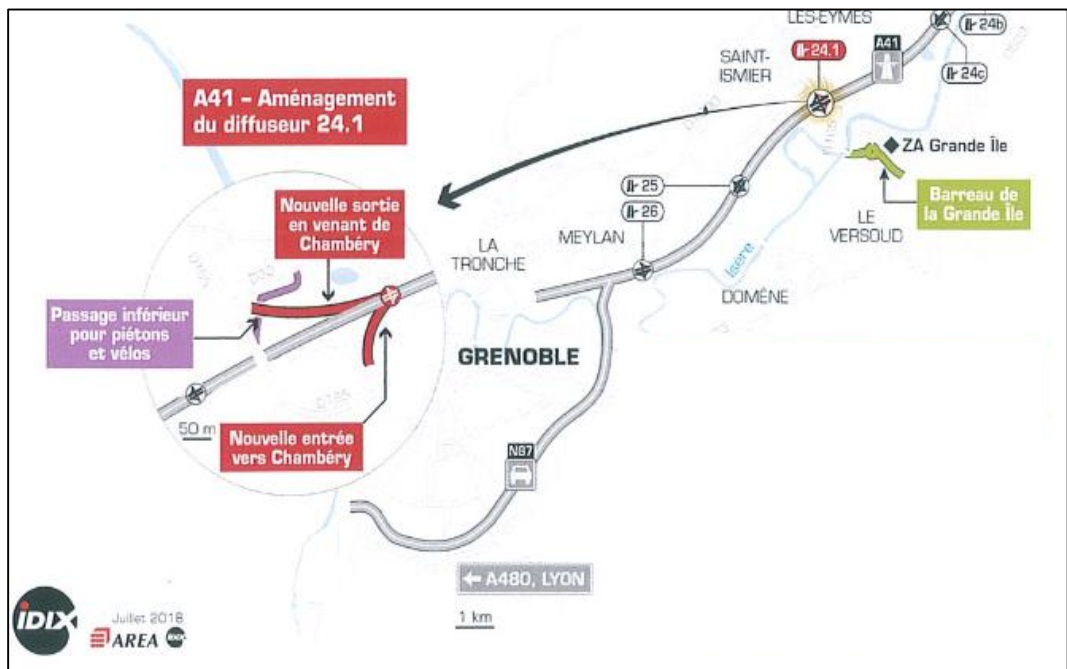 LES-EYMES
24b
24.1
A41
SAINT-
ISMIER
24c
A41 – Aménagement
du diffuseur 24.1
ZA Grande Île
25
Nouvelle sortie
en venant de
Chambéry
26
Barreau de
la Grande Île
LE
VERSOUD
MEYLAN
LA
TRONCHE
Isère
D30
DOMÈNE
Passage inférieur
pour piétons
et vélos
GRENOBLE
50 m
Nouvelle entrée
vers Chambéry
N87
A480, LYON
1 km
iDIX
Juillet 2018
AREA